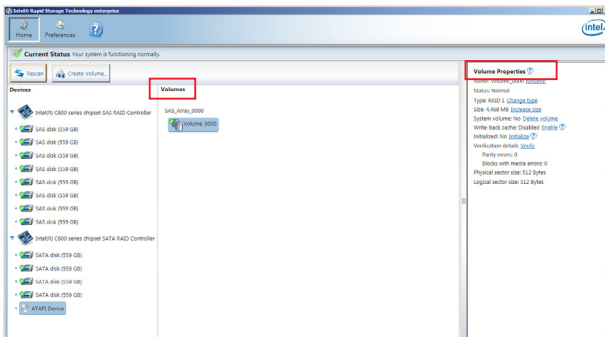 Intel® Rapid Storage Technology enterprise
Home
Preferences
intel
Current Status Your system is functioning normally.
Rescan
Create Volume...
Devices
Intel(R) C600 series chipset SAS RAID Controller
SAS disk (559 GB)
SAS disk (559 GB)
SAS disk (559 GB)
SAS disk (559 GB)
SAS disk (559 GB)
SAS disk (559 GB)
SAS disk (559 GB)
SAS disk (559 GB)
Intel(R) C600 series chipset SATA RAID Controller
SATA disk (559 GB)
SATA disk (559 GB)
SATA disk (559 GB)
SATA disk (559 GB)
ATAPI Device
Volumes
SAS_Array_0000
Volume_0000
Volume Properties
Name: Volume_0000 Rename
Status: Normal
Type: RAID 1 Change type
Size: 4,468 MB Increase size
System volume: No Delete volume
Write-back cache: Disabled Enable
Initialized: No Initialize
Verification details Verify
Parity errors: 0
Blocks with media errors: 0
Physical sector size: 512 Bytes
Logical sector size: 512 Bytes